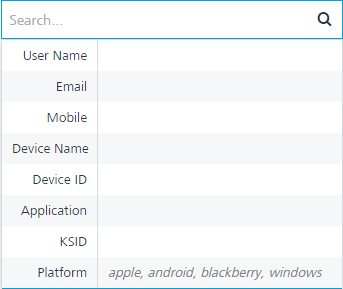 Search...
User Name
Email
Mobile
Device Name
Device ID
Application
KSID
Platform apple, android, blackberry, windows